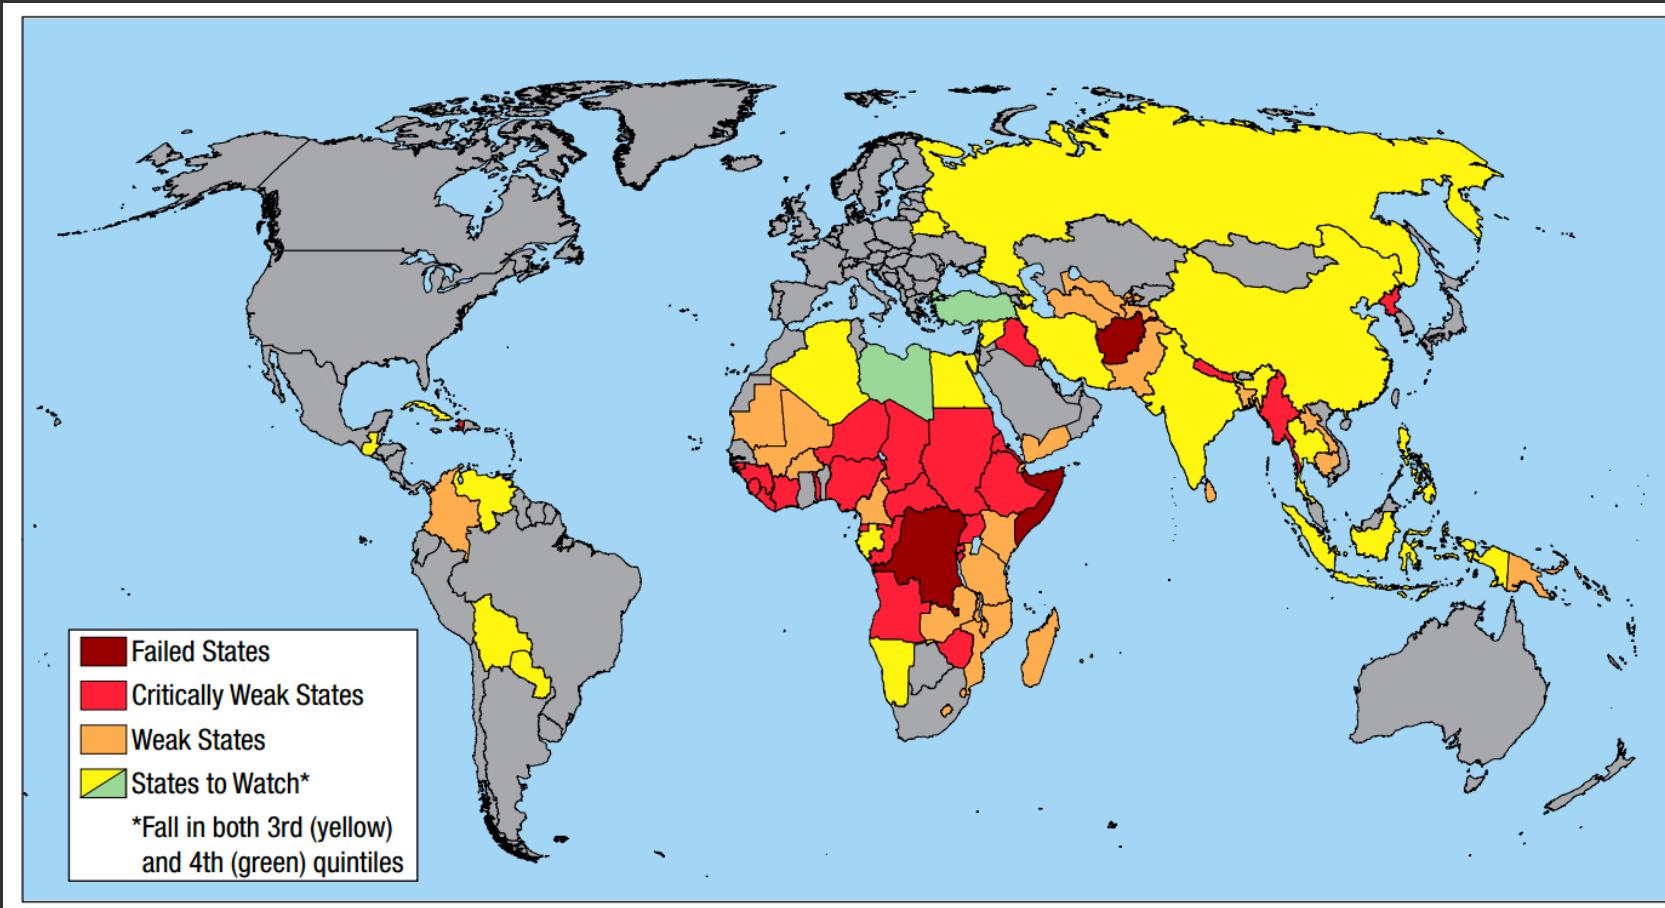 Failed States
Critically Weak States
Weak States
States to Watch*
*Fall in both 3rd (yellow)
and 4th (green) quintiles